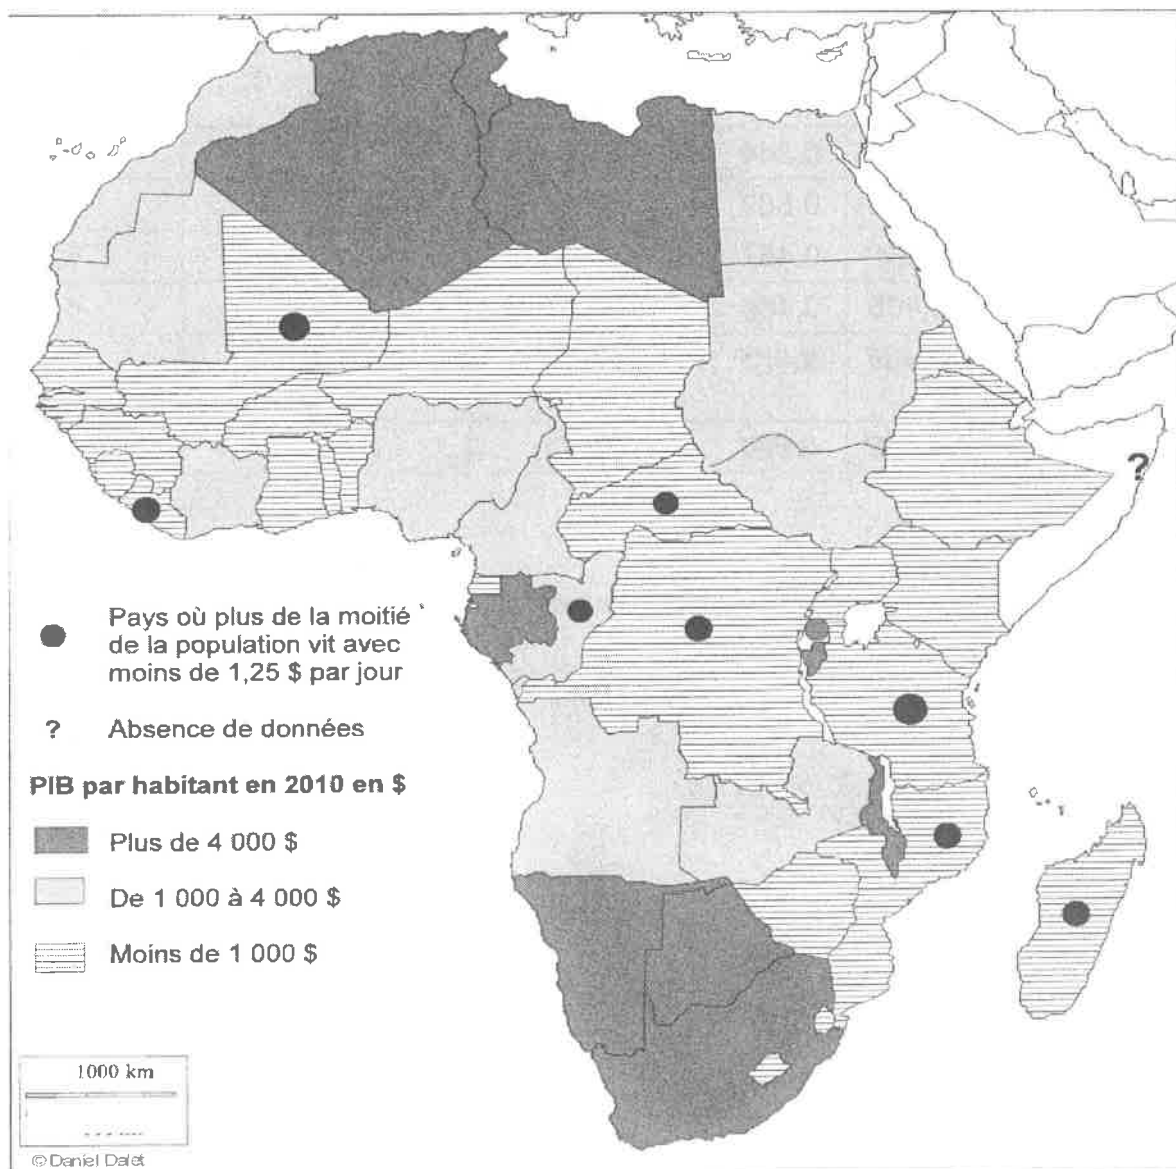 ?
Pays où plus de la moitié
de la population vit avec
moins de 1,25 $ par jour
? Absence de données
PIB par habitant en 2010 en $
Plus de 4 000 $
De 1 000 à 4 000 $
Moins de 1 000 $
1000 km
© Daniel Dalet